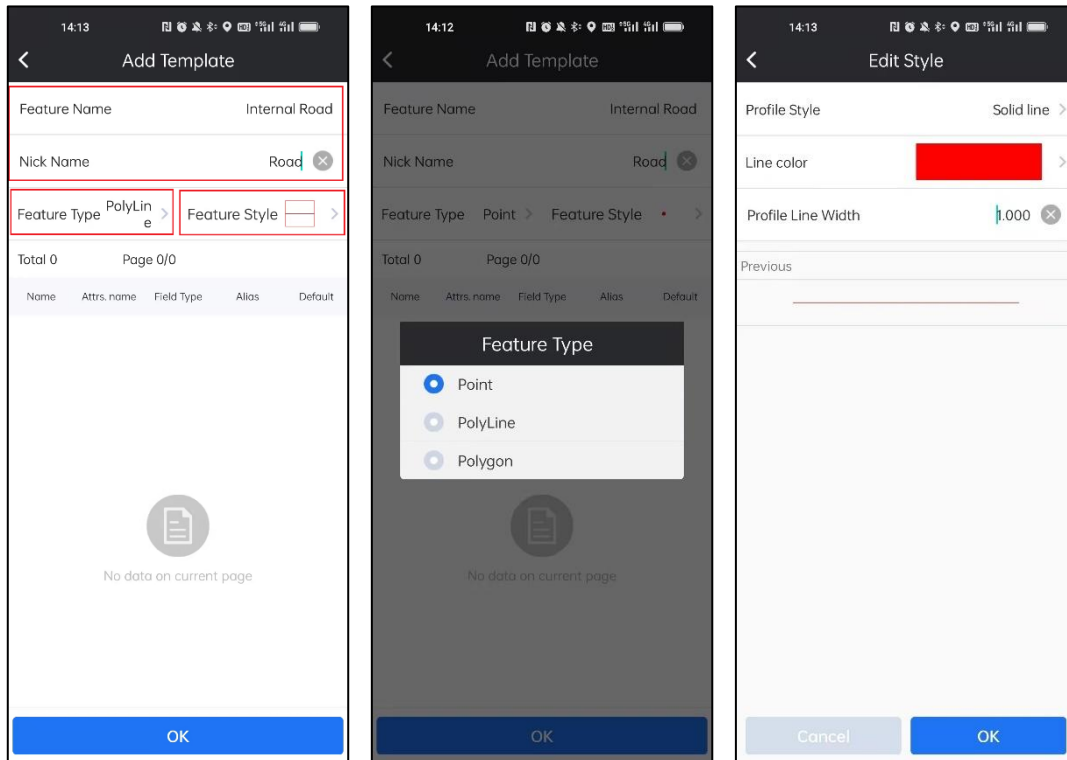 14:13
Add Template
Feature Name Internal Road
Nick Name Road
Feature Type PolyLin
e
Feature Style
Total 0 Page 0/0
Name Attrs. name Field Type Alias Default
No data on current page
OK
14:12
Add Template
Feature Name Internal Road
Nick Name Road
Feature Type Point Feature Style
Total 0 Page 0/0
Name Attrs. name Field Type Alias Default
Feature Type
Point
PolyLine
Polygon
No data on current page
OK
14:13
Edit Style
Profile Style Solid line
Line color
Profile Line Width 1.000
Previous
Cancel OK